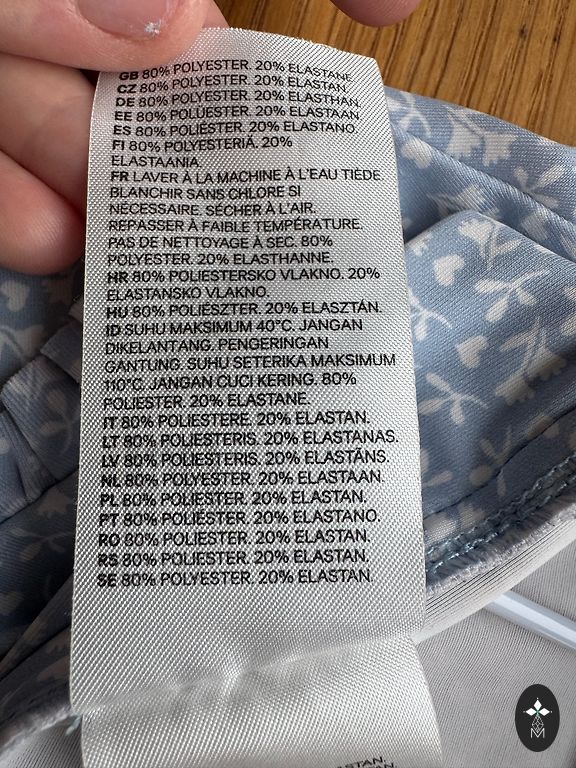 GB 80% POLYESTER. 20% ELASTANE
CZ 80% POLYESTER. 20% ELASTAN.
DE 80% POLYESTER. 20% ELASTHAN.
EE 80% POLÜESTER. 20% ELASTAAN.
ES 80% POLIÉSTER. 20% ELASTANO.
FI 80% POLYESTERIÄ. 20%
ELASTAANIA.
FR LAVER À LA MACHINE À L'EAU TIÈDE.
BLANCHIR SANS CHLORE SI
NÉCESSAIRE. SÉCHER À L'AIR.
REPASSER À FAIBLE TEMPÉRATURE.
PAS DE NETTOYAGE À SEC. 80%
POLYESTER. 20% ELASTHANNE.
HR 80% POLIESTERSKO VLAKNO. 20%
ELASTANSKO VLAKNO.
HU 80% POLIÉSZTER. 20% ELASZTÁN.
ID SUHU MAKSIMUM 40°C. JANGAN
DIKELANTANG. PENGERINGAN
GANTUNG. SUHU SETERIKA MAKSIMUM
110°C. JANGAN CUCI KERING. 80%
POLIESTER. 20% ELASTANE.
IT 80% POLIESTERE. 20% ELASTAN.
LT 80% POLIESTERIS. 20% ELASTANAS.
LV 80% POLIESTERIS. 20% ELASTĀNS.
NL 80% POLYESTER. 20% ELASTAAN.
PL 80% POLIESTER. 20% ELASTAN.
PT 80% POLIÉSTER. 20% ELASTANO.
RO 80% POLIESTER. 20% ELASTAN.
RS 80% POLIESTER. 20% ELASTAN.
SE 80% POLYESTER. 20% ELASTAN.
M